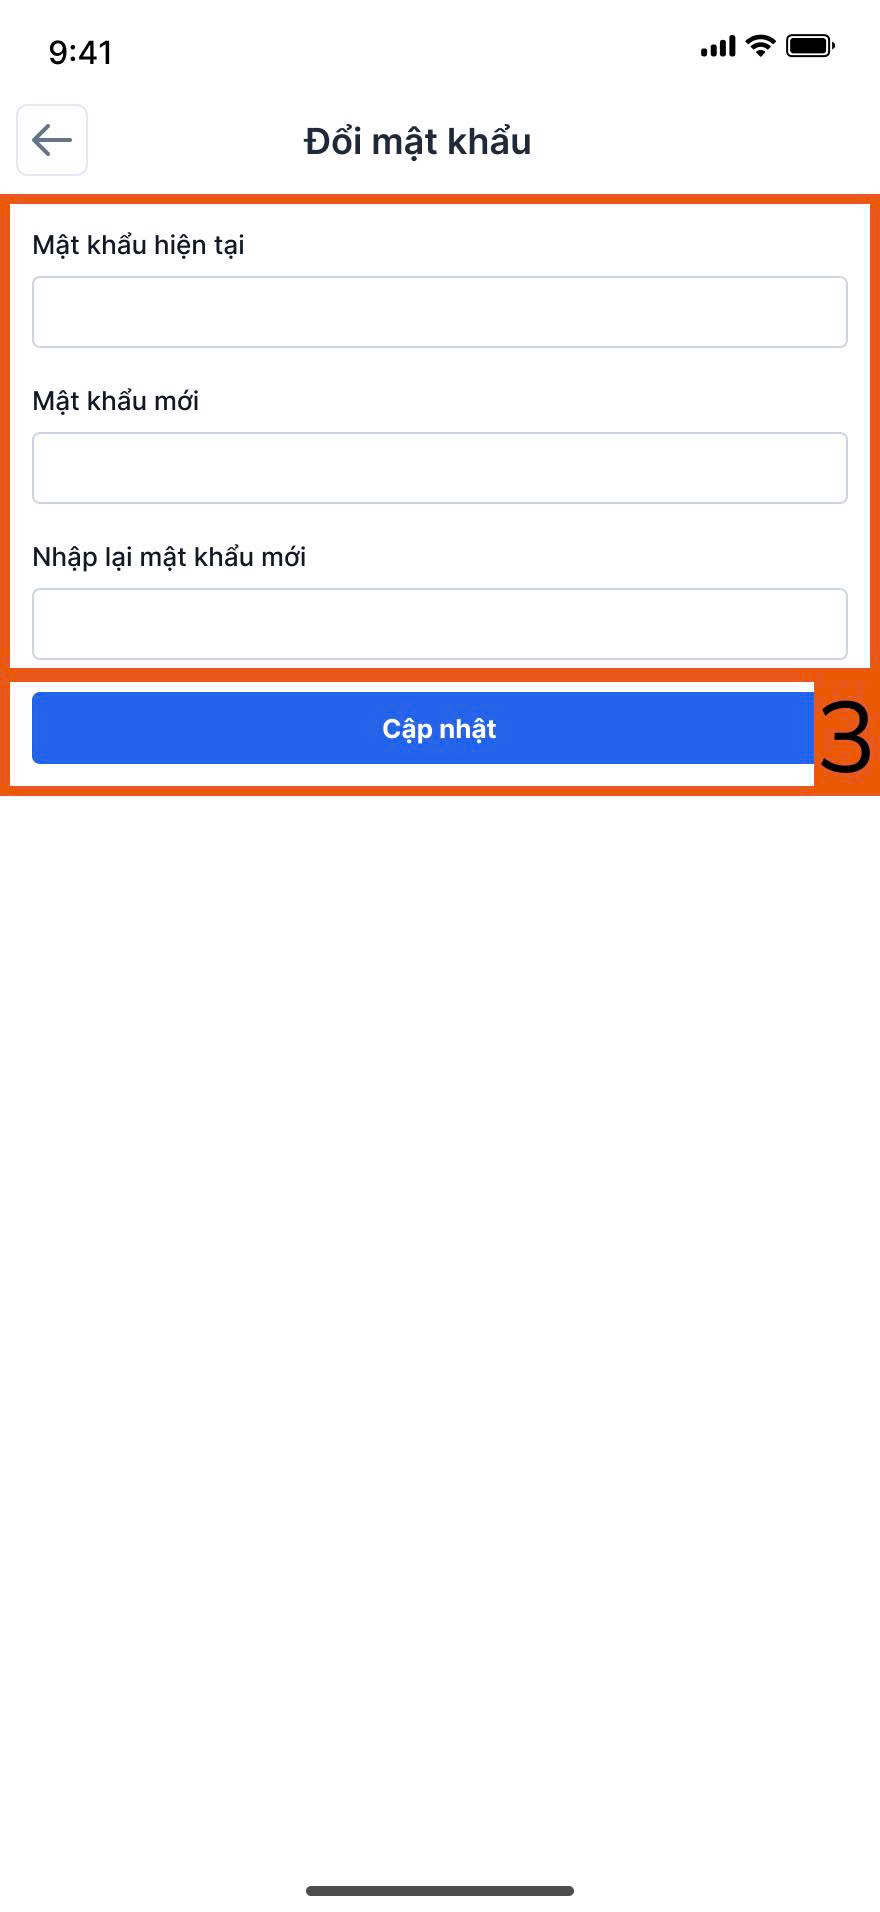 9:41
Đổi mật khẩu
Mật khẩu hiện tại
Mật khẩu mới
Nhập lại mật khẩu mới
Cập nhật
3